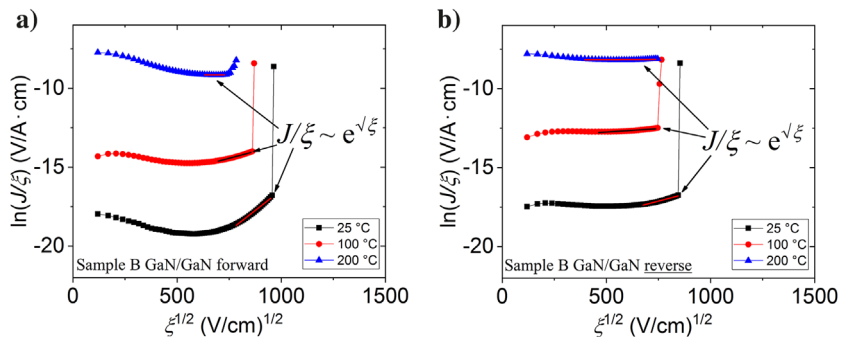 a)
ln(J/ξ) (V/A·cm)
-10
-15
-20
J/ξ ~ e^√ξ
25 °C
100 °C
200 °C
Sample B GaN/GaN forward
0 500 1000 1500
ξ^1/2 (V/cm)^1/2
b)
ln(J/ξ) (V/A·cm)
-10
-15
-20
J/ξ ~ e^√ξ
25 °C
100 °C
200 °C
Sample B GaN/GaN reverse
0 500 1000 1500
ξ^1/2 (V/cm)^1/2